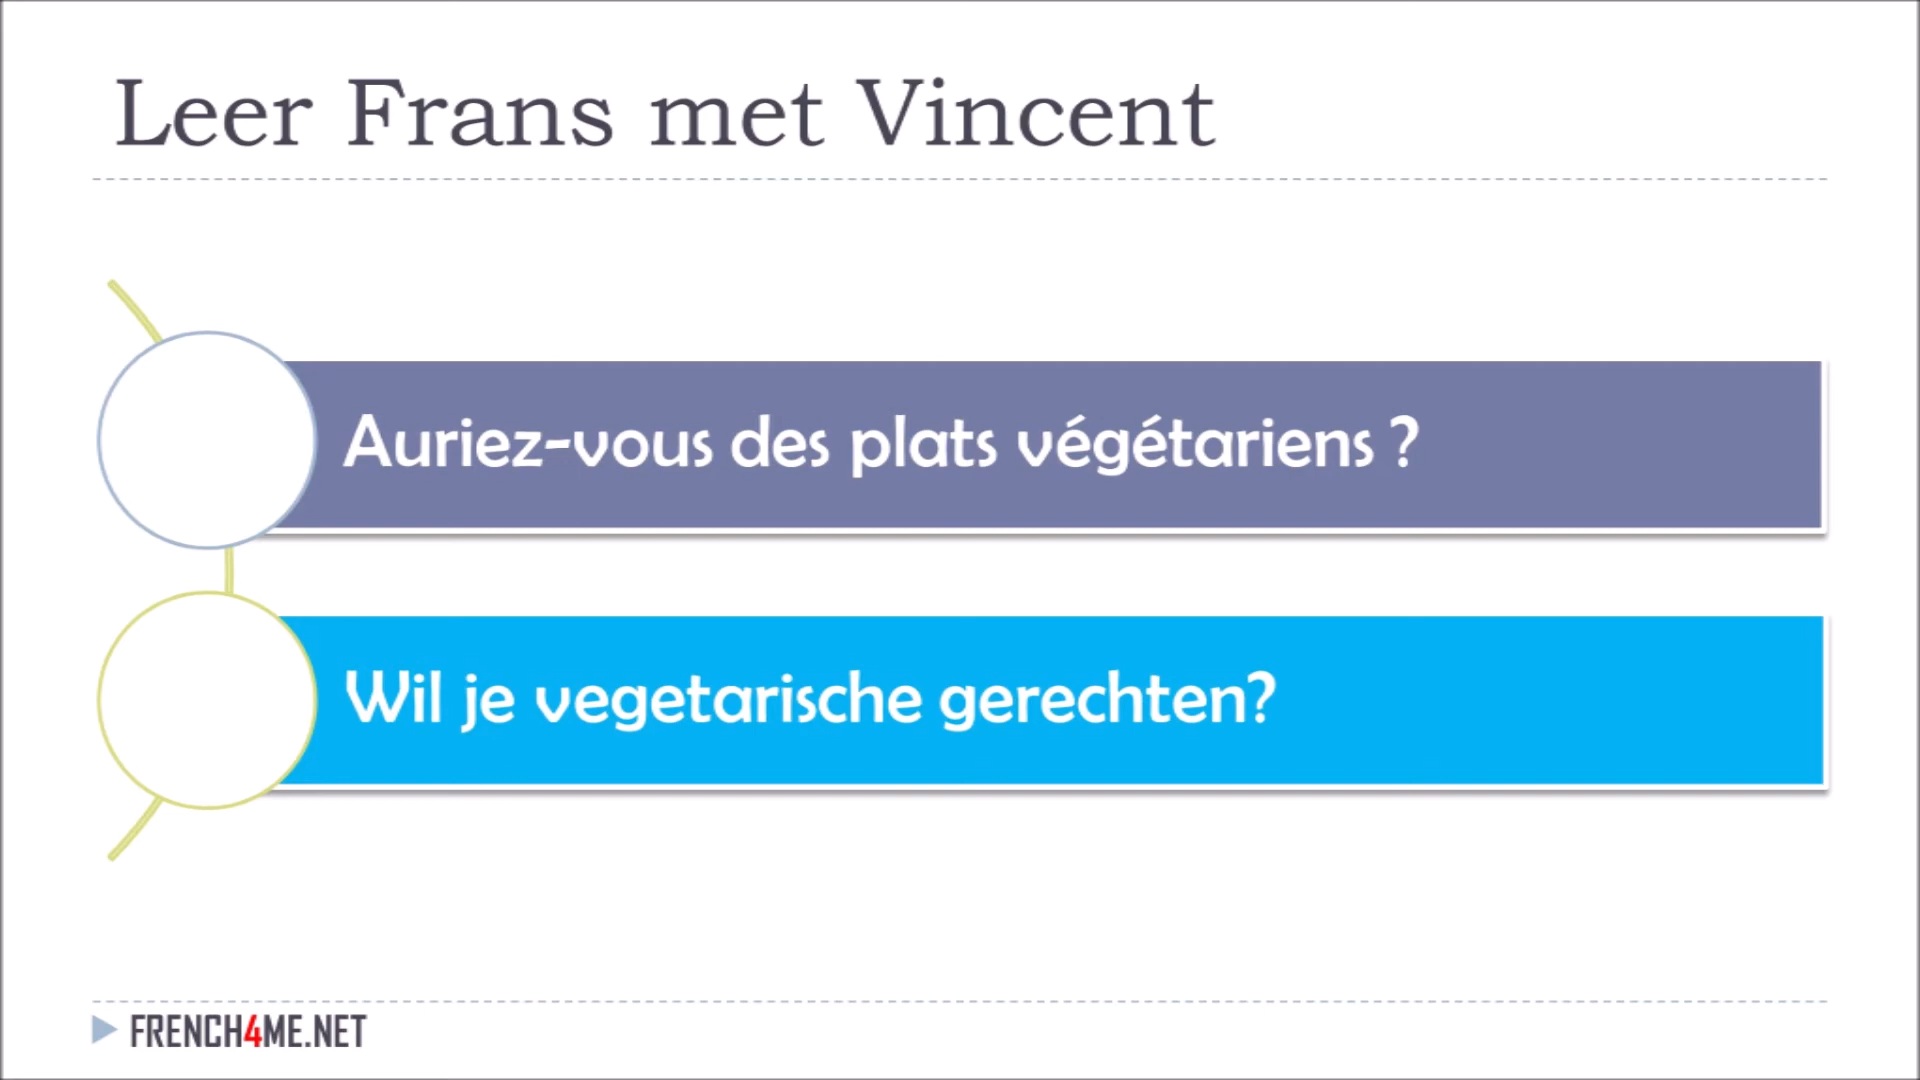 Leer Frans met Vincent
Auriez-vous des plats végétariens ?
Wil je vegetarische gerechten?
FRENCH4ME.NET